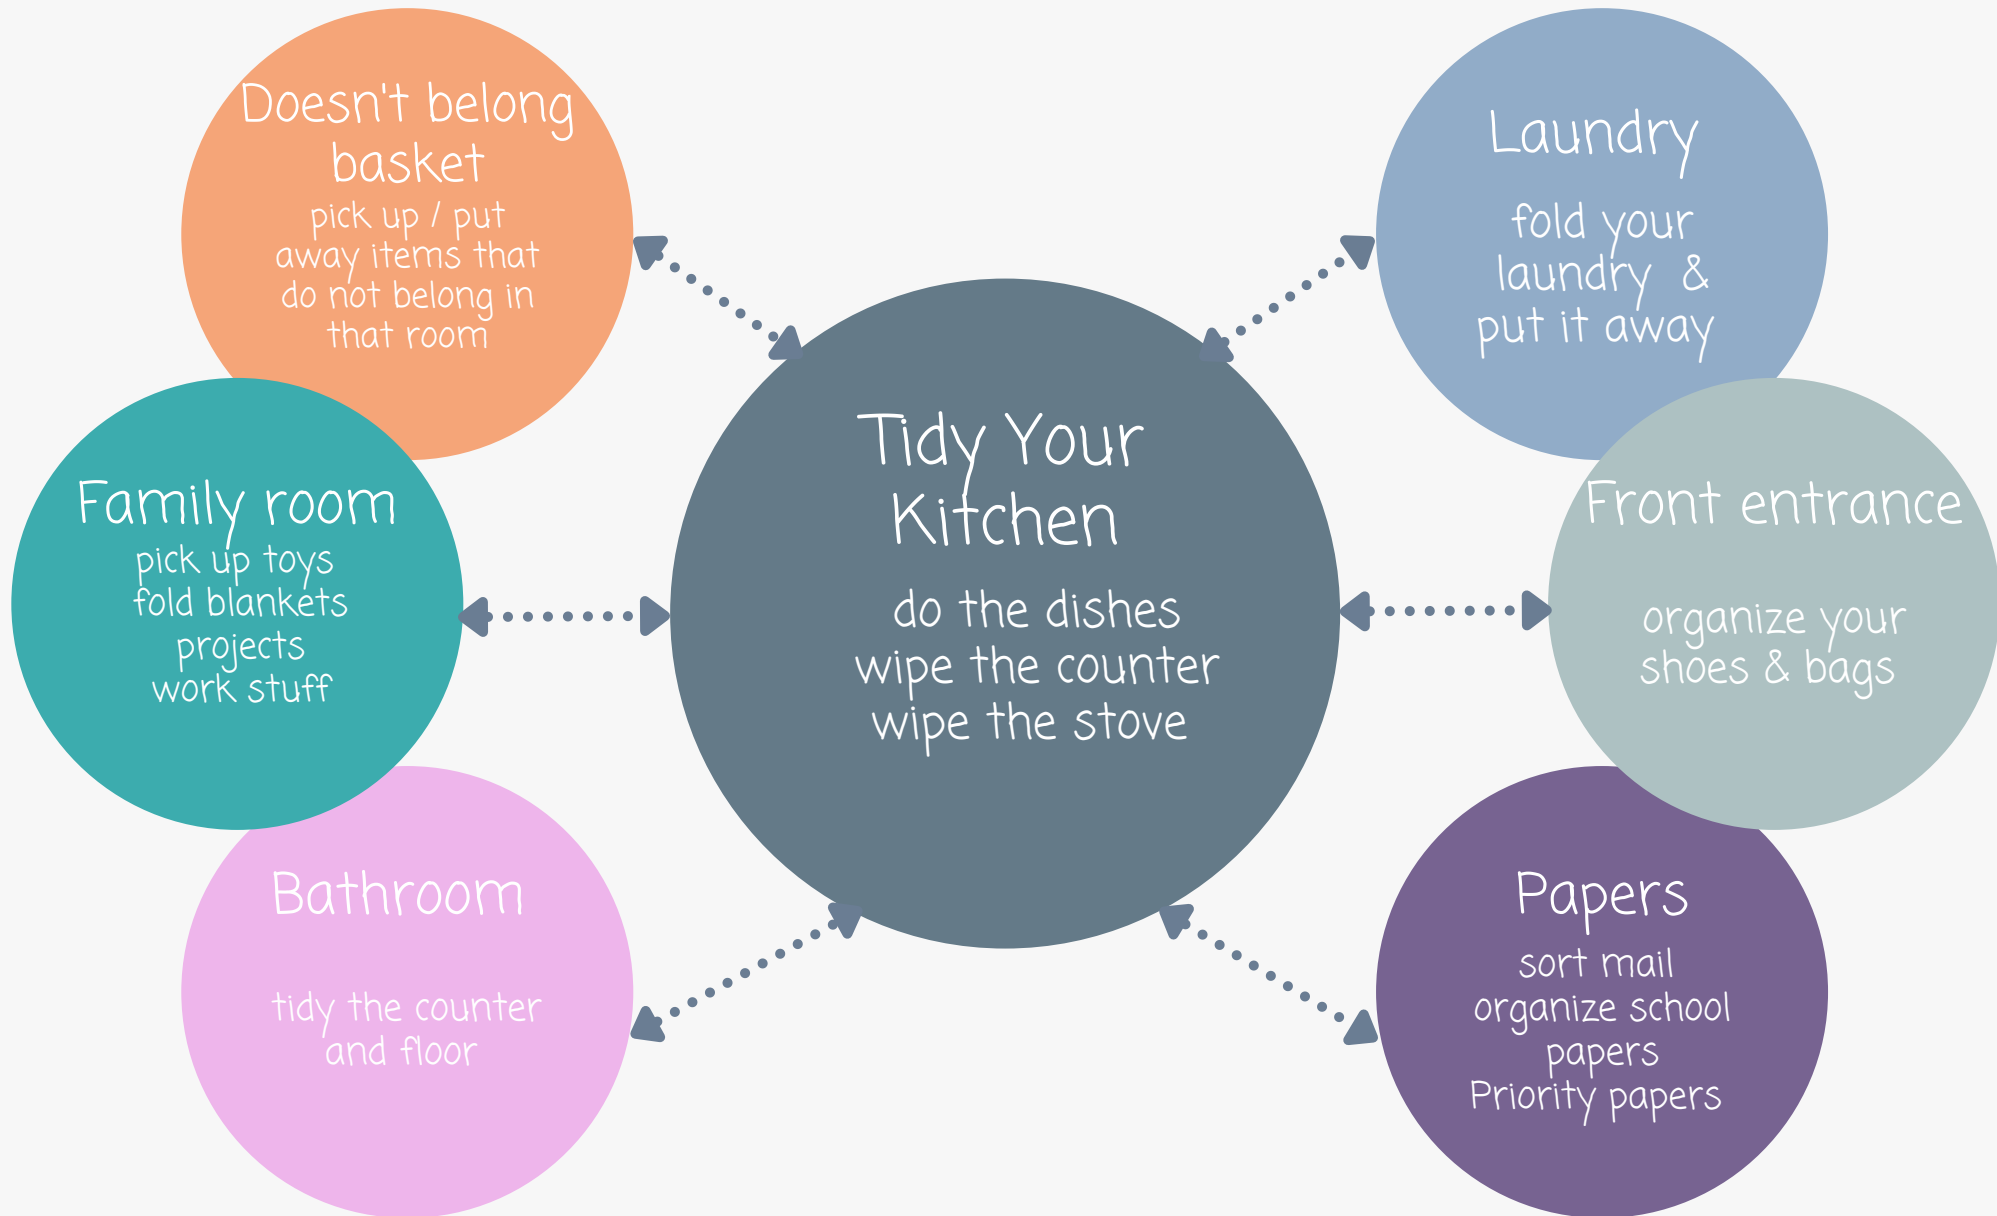 Doesn't belong
basket
pick up / put
away items that
do not belong in
that room
Family room
pick up toys
fold blankets
projects
work stuff
Bathroom
tidy the counter
and floor
Tidy Your
Kitchen
do the dishes
wipe the counter
wipe the stove
Laundry
fold your
laundry &
put it away
Front entrance
organize your
shoes & bags
Papers
sort mail
organize school
papers
Priority papers